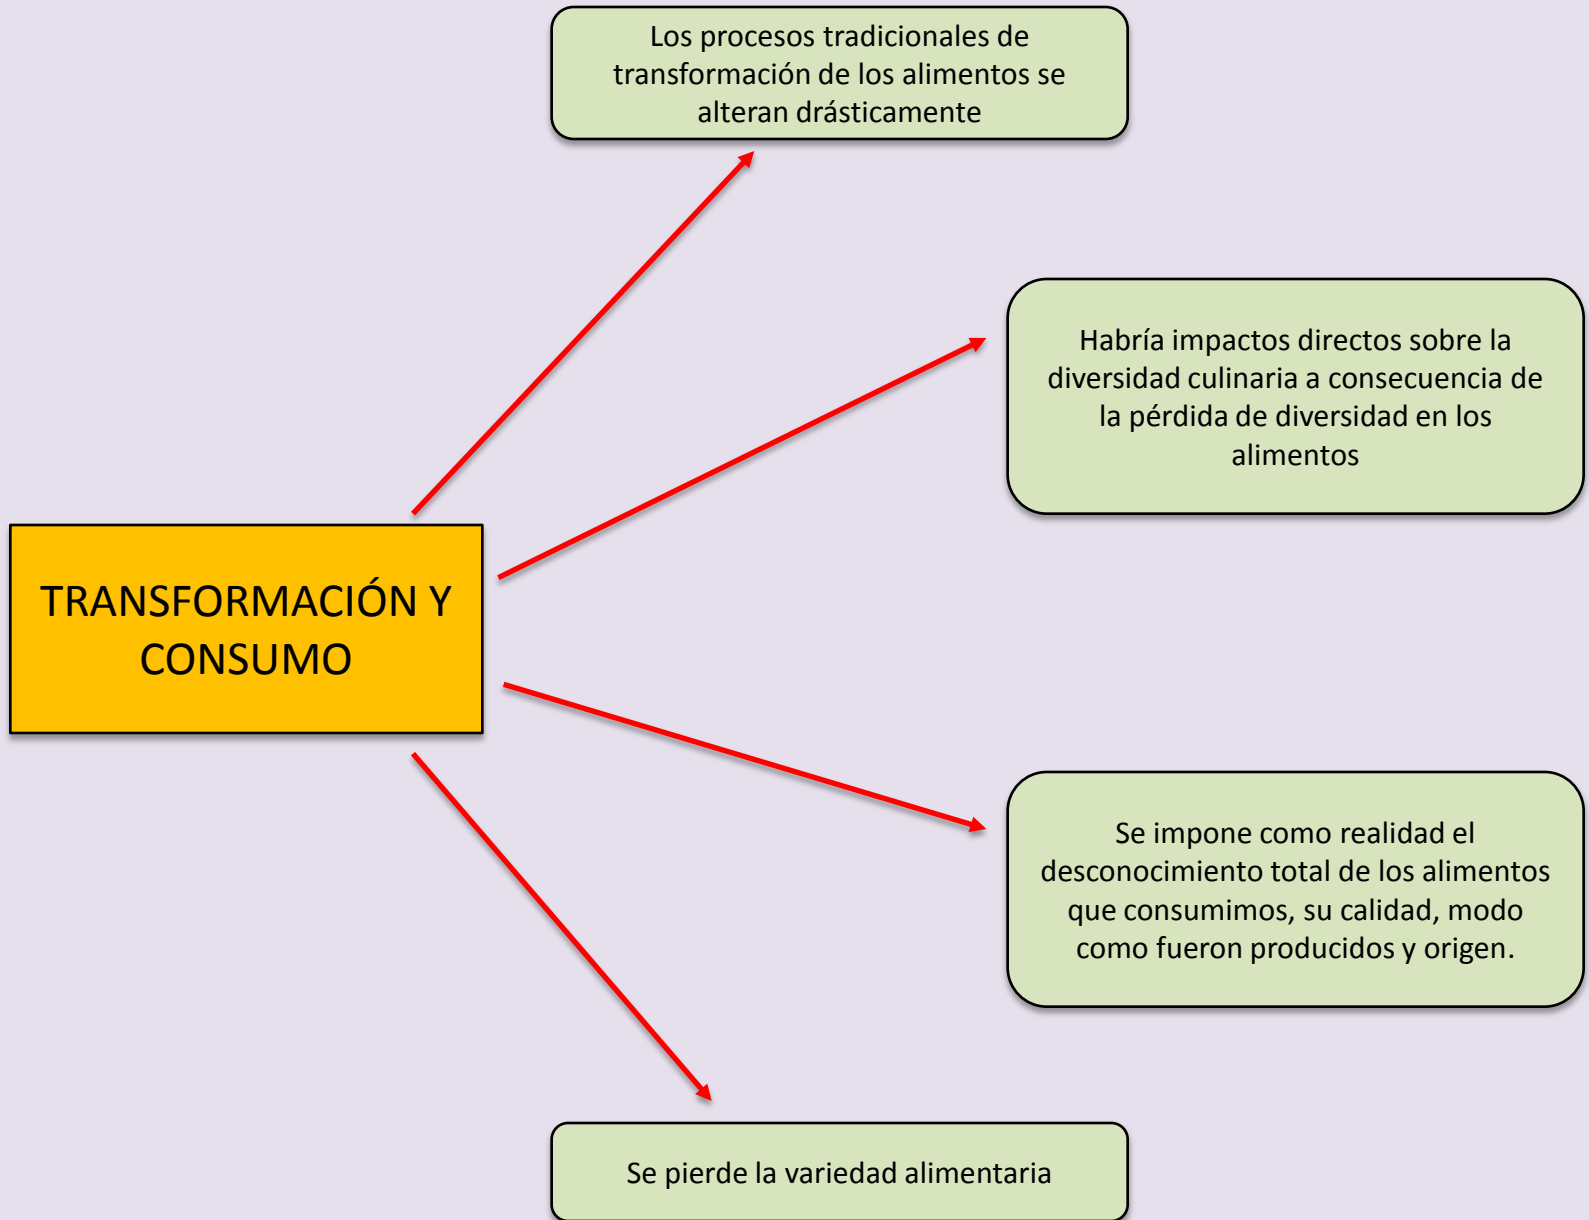 Los procesos tradicionales de
transformación de los alimentos se
alteran drásticamente
Habría impactos directos sobre la
diversidad culinaria a consecuencia de
la pérdida de diversidad en los
alimentos
TRANSFORMACIÓN Y
CONSUMO
Se impone como realidad el
desconocimiento total de los alimentos
que consumimos, su calidad, modo
como fueron producidos y origen.
Se pierde la variedad alimentaria